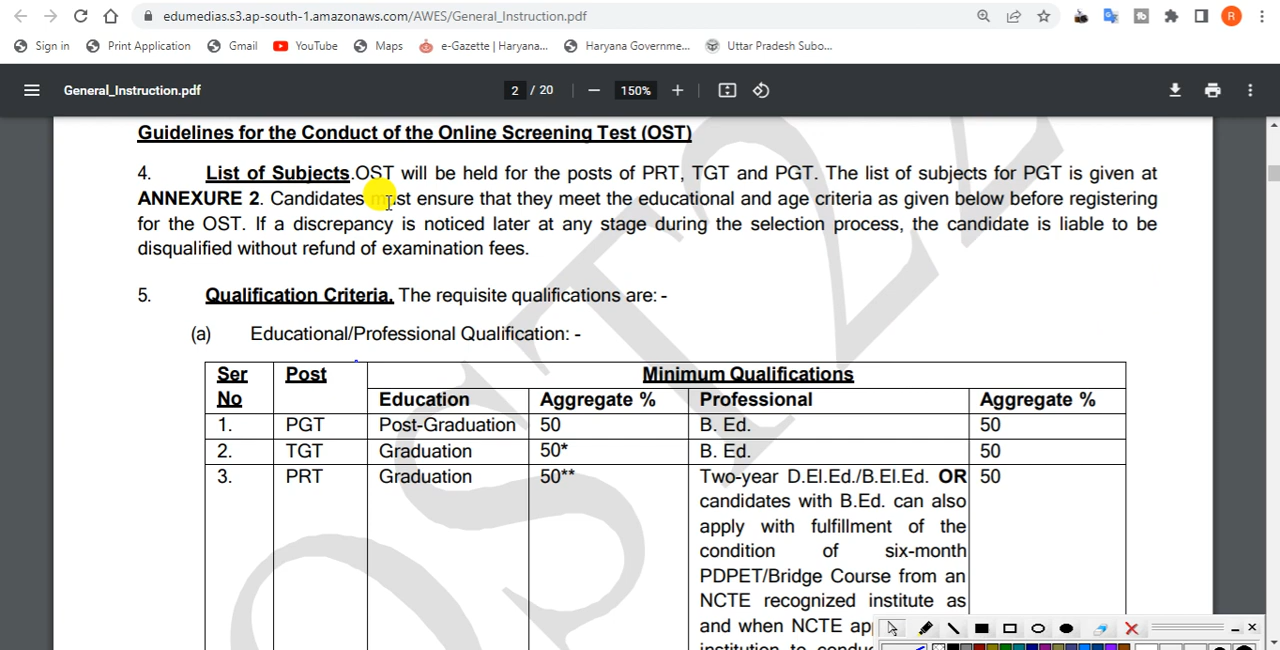 edumedias.s3.ap-south-1.amazonaws.com/AWES/General_Instruction.pdf
R
Sign in Print Application Gmail YouTube Maps e-Gazette | Haryana... Haryana Governme... Uttar Pradesh Subo...
General_Instruction.pdf 2 / 20 150%
Guidelines for the Conduct of the Online Screening Test (OST)
4. List of Subjects.OST will be held for the posts of PRT, TGT and PGT. The list of subjects for PGT is given at
ANNEXURE 2. Candidates must ensure that they meet the educational and age criteria as given below before registering
for the OST. If a discrepancy is noticed later at any stage during the selection process, the candidate is liable to be
disqualified without refund of examination fees.
5. Qualification Criteria. The requisite qualifications are: -
(a) Educational/Professional Qualification: -
Ser Post Minimum Qualifications
No Education Aggregate % Professional Aggregate %
1. PGT Post-Graduation 50 B. Ed. 50
2. TGT Graduation 50* B. Ed. 50
3. PRT Graduation 50** Two-year D.El.Ed./B.El.Ed. OR 50
candidates with B.Ed. can also
apply with fulfillment of the
condition of six-month
PDPET/Bridge Course from an
NCTE recognized institute as
and when NCTE